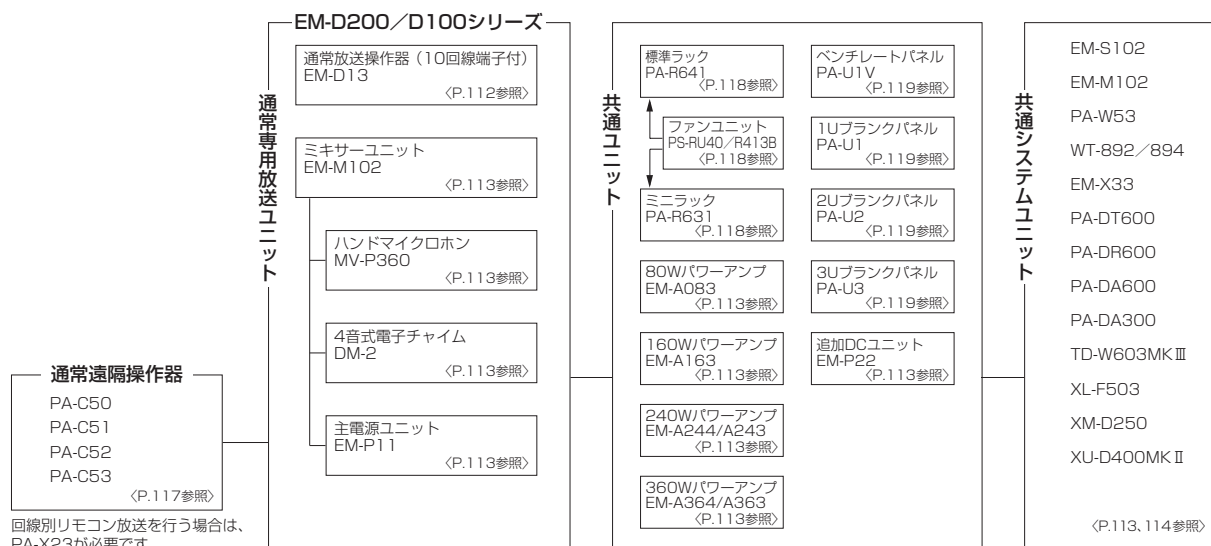 EM-D200／D100シリーズ
通常専用放送ユニット
通常放送操作器（10回線端子付）
EM-D13
〈P.112参照〉
ミキサーユニット
EM-M102
〈P.113参照〉
ハンドマイクロホン
MV-P360
〈P.113参照〉
4音式電子チャイム
DM-2
〈P.113参照〉
主電源ユニット
EM-P11
〈P.113参照〉
通常遠隔操作器
PA-C50
PA-C51
PA-C52
PA-C53
〈P.117参照〉
回線別リモコン放送を行う場合は、
PA-X23が必要です
共通ユニット
標準ラック
PA-R641
〈P.118参照〉
ファンユニット
PS-RU40／R413B
〈P.118参照〉
ミニラック
PA-R631
〈P.118参照〉
80Wパワーアンプ
EM-A083
〈P.113参照〉
160Wパワーアンプ
EM-A163
〈P.113参照〉
240Wパワーアンプ
EM-A244/A243
〈P.113参照〉
360Wパワーアンプ
EM-A364/A363
〈P.113参照〉
ベンチレートパネル
PA-U1V
〈P.119参照〉
1Uブランクパネル
PA-U1
〈P.119参照〉
2Uブランクパネル
PA-U2
〈P.119参照〉
3Uブランクパネル
PA-U3
〈P.119参照〉
追加DCユニット
EM-P22
〈P.113参照〉
共通システムユニット
EM-S102
EM-M102
PA-W53
WT-892／894
EM-X33
PA-DT600
PA-DR600
PA-DA600
PA-DA300
TD-W603MKⅢ
XL-F503
XM-D250
XU-D400MKⅡ
〈P.113、114参照〉